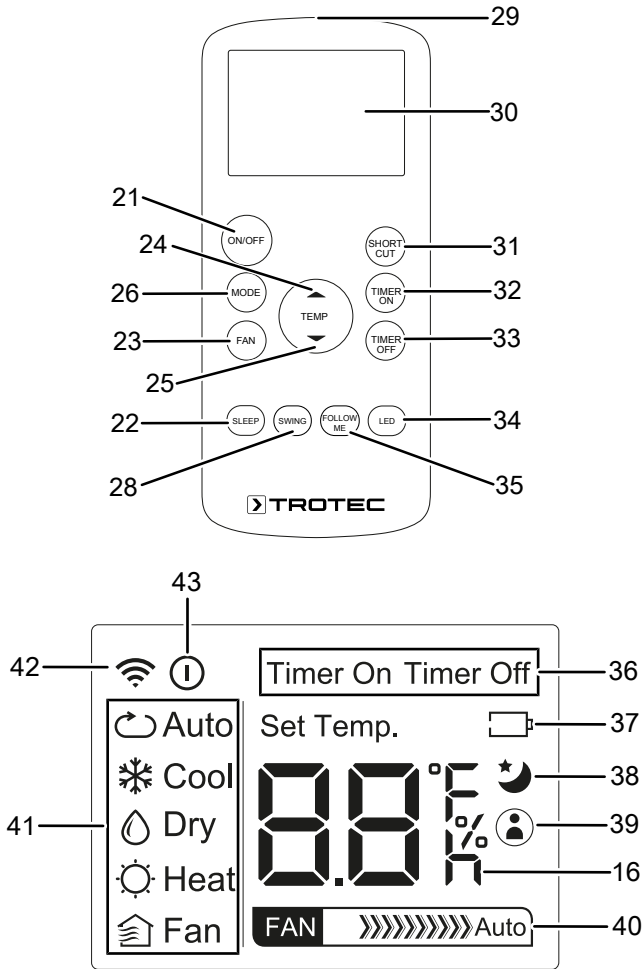 29
30
21
ON/OFF
24
SHORT
CUT
31
26
MODE
TEMP
TIMER
ON
32
23
FAN
TIMER
OFF
33
25
22
SLEEP
SWING
FOLLOW
ME
LED
34
28
35
TROTEC
43
42
Timer On Timer Off
36
Auto
Set Temp.
37
Cool
88
°F
38
41
Dry
%
39
Heat
h
16
Fan
FAN
Auto
40